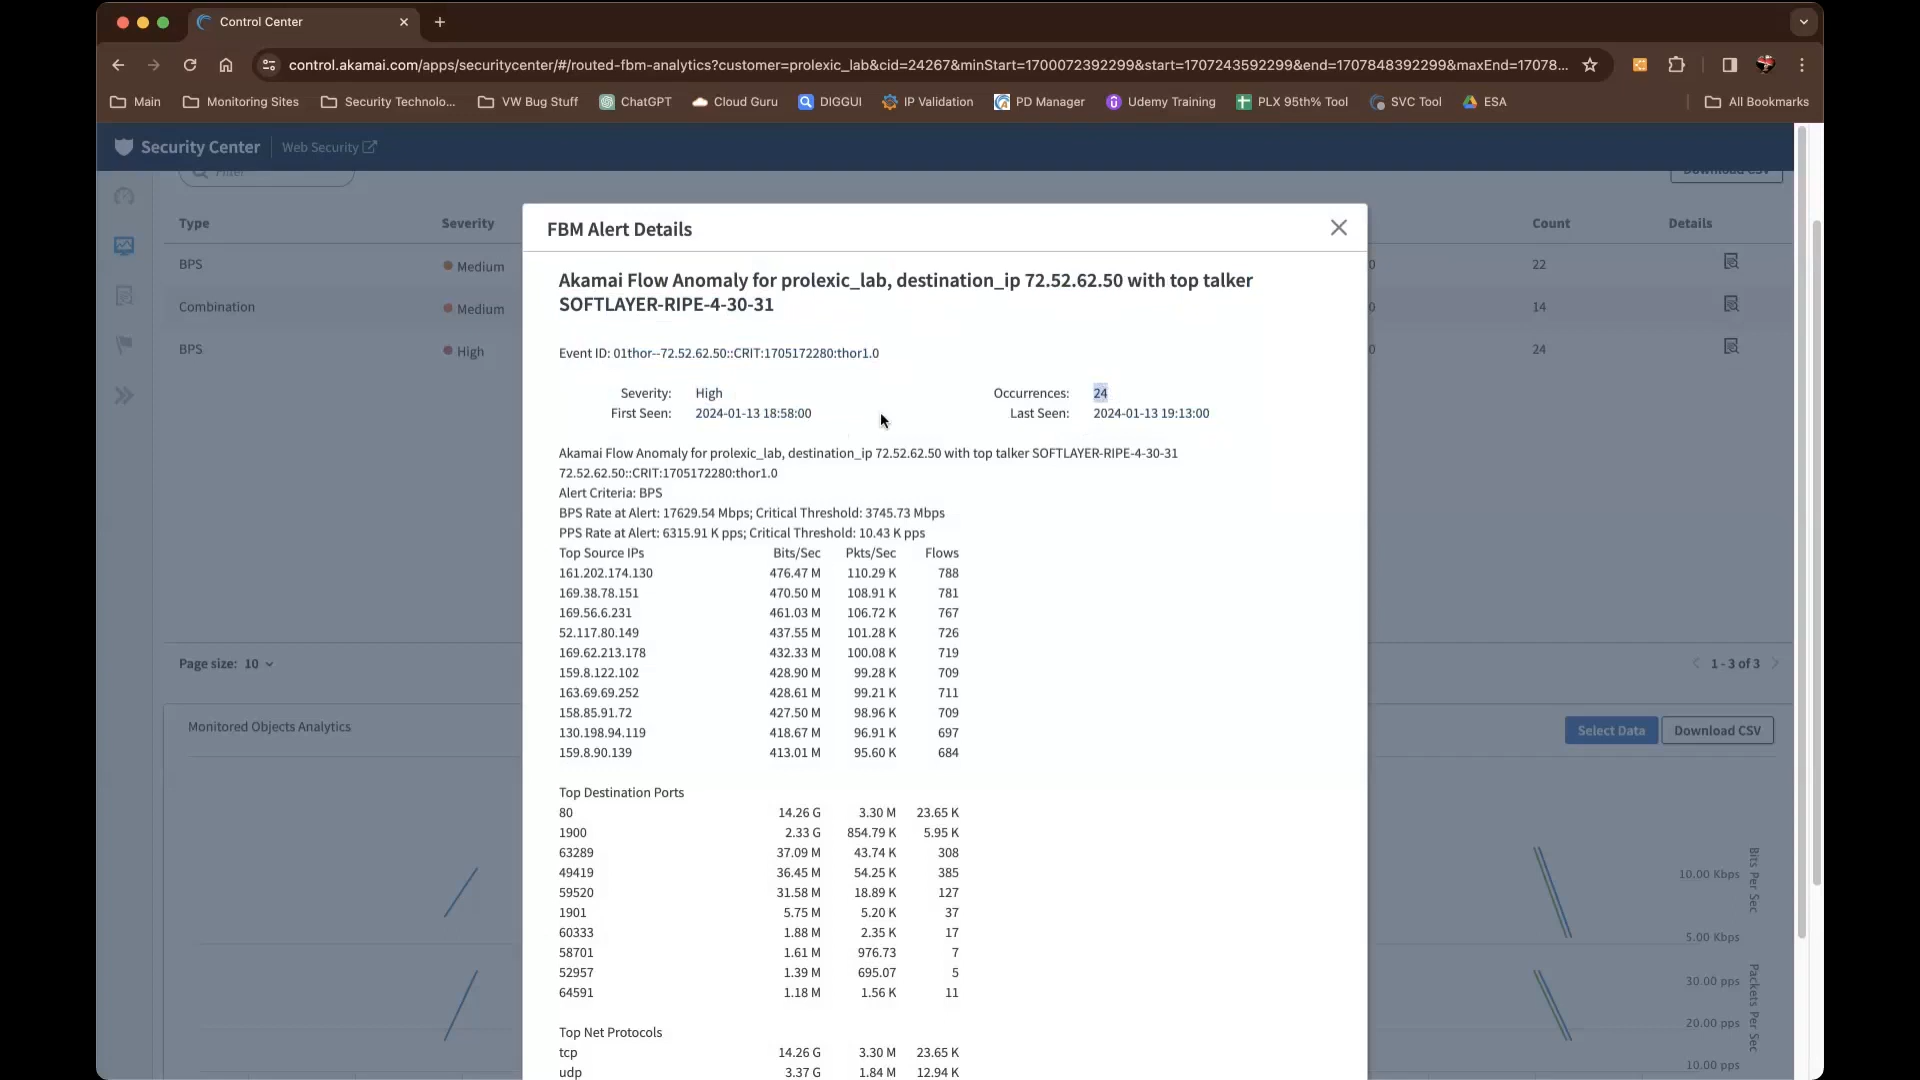 Control Center
control.akamai.com/apps/securitycenter/#/routed-fbm-analytics?customer=prolexic_lab&cid=24267&minStart=1700072392299&start=1707243592299&end=1707848392299&maxEnd=17078...
Main Monitoring Sites Security Technolo... VW Bug Stuff ChatGPT Cloud Guru DIGGUI IP Validation PD Manager Udemy Training PLX 95th% Tool SVC Tool ESA All Bookmarks
Security Center Web Security
Filter Download CSV
Type Severity Count Details
BPS Medium 0 22
Combination Medium 0 14
BPS High 0 24
Page size: 10 1 - 3 of 3
Monitored Objects Analytics Select Data Download CSV
10.00 Kbps
5.00 Kbps
Bits Per Sec
30.00 pps
20.00 pps
10.00 pps
Packets Per Sec
FBM Alert Details
Akamai Flow Anomaly for prolexic_lab, destination_ip 72.52.62.50 with top talker
SOFTLAYER-RIPE-4-30-31
Event ID: 01thor--72.52.62.50::CRIT:1705172280:thor1.0
Severity: High Occurrences: 24
First Seen: 2024-01-13 18:58:00 Last Seen: 2024-01-13 19:13:00
Akamai Flow Anomaly for prolexic_lab, destination_ip 72.52.62.50 with top talker SOFTLAYER-RIPE-4-30-31
72.52.62.50::CRIT:1705172280:thor1.0
Alert Criteria: BPS
BPS Rate at Alert: 17629.54 Mbps; Critical Threshold: 3745.73 Mbps
PPS Rate at Alert: 6315.91 K pps; Critical Threshold: 10.43 K pps
Top Source IPs Bits/Sec Pkts/Sec Flows
161.202.174.130 476.47 M 110.29 K 788
169.38.78.151 470.50 M 108.91 K 781
169.56.6.231 461.03 M 106.72 K 767
52.117.80.149 437.55 M 101.28 K 726
169.62.213.178 432.33 M 100.08 K 719
159.8.122.102 428.90 M 99.28 K 709
163.69.69.252 428.61 M 99.21 K 711
158.85.91.72 427.50 M 98.96 K 709
130.198.94.119 418.67 M 96.91 K 697
159.8.90.139 413.01 M 95.60 K 684
Top Destination Ports
80 14.26 G 3.30 M 23.65 K
1900 2.33 G 854.79 K 5.95 K
63289 37.09 M 43.74 K 308
49419 36.45 M 54.25 K 385
59520 31.58 M 18.89 K 127
1901 5.75 M 5.20 K 37
60333 1.88 M 2.35 K 17
58701 1.61 M 976.73 7
52957 1.39 M 695.07 5
64591 1.18 M 1.56 K 11
Top Net Protocols
tcp 14.26 G 3.30 M 23.65 K
udp 3.37 G 1.84 M 12.94 K